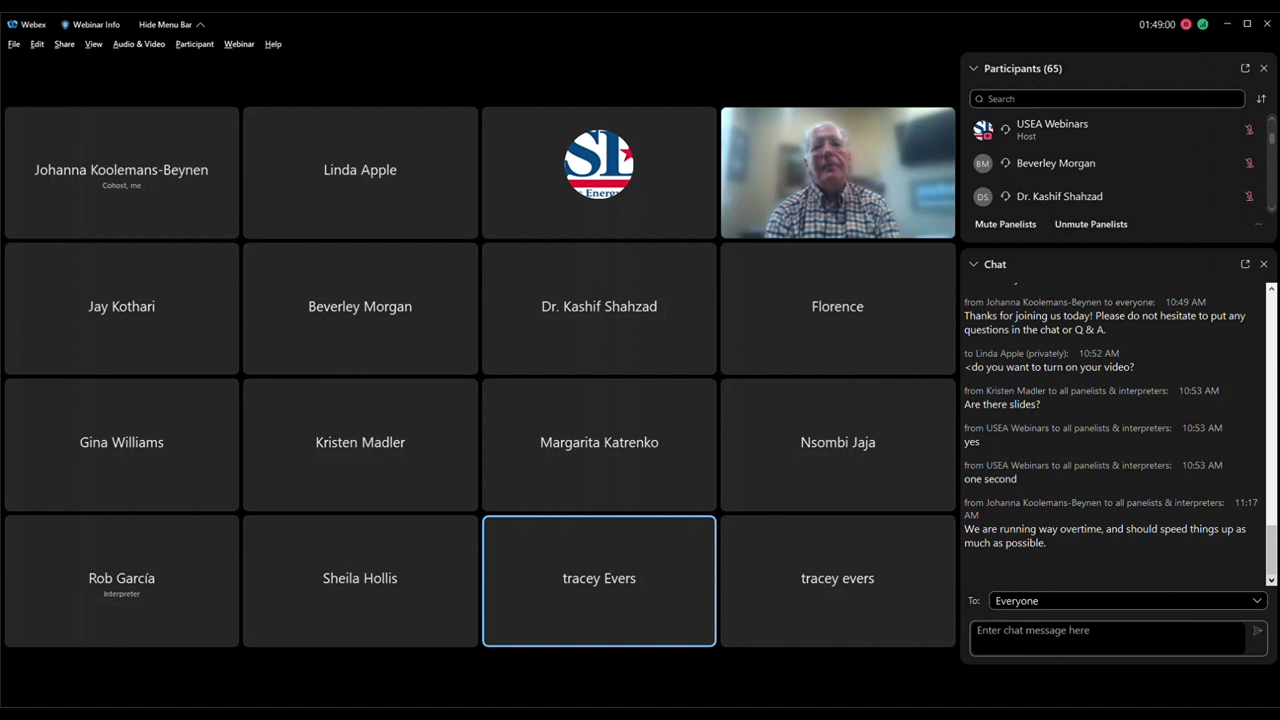 Webex
Webinar Info
Hide Menu Bar
01:49:00
File
Edit
Share
View
Audio & Video
Participant
Webinar
Help
Johanna Koolemans-Beynen
Cohost, me
Linda Apple
Jay Kothari
Beverley Morgan
Dr. Kashif Shahzad
Florence
Gina Williams
Kristen Madler
Margarita Katrenko
Nsombi Jaja
Rob García
Interpreter
Sheila Hollis
tracey Evers
tracey evers
Participants (65)
Search
USEA Webinars
Host
BM
Beverley Morgan
DS
Dr. Kashif Shahzad
Mute Panelists
Unmute Panelists
Chat
from Johanna Koolemans-Beynen to everyone: 10:49 AM
Thanks for joining us today! Please do not hesitate to put any
questions in the chat or Q & A.
to Linda Apple (privately): 10:52 AM
<do you want to turn on your video?
from Kristen Madler to all panelists & interpreters: 10:53 AM
Are there slides?
from USEA Webinars to all panelists & interpreters: 10:53 AM
yes
from USEA Webinars to all panelists & interpreters: 10:53 AM
one second
from Johanna Koolemans-Beynen to all panelists & interpreters: 11:17
AM
We are running way overtime, and should speed things up as
much as possible.
To:
Everyone
Enter chat message here